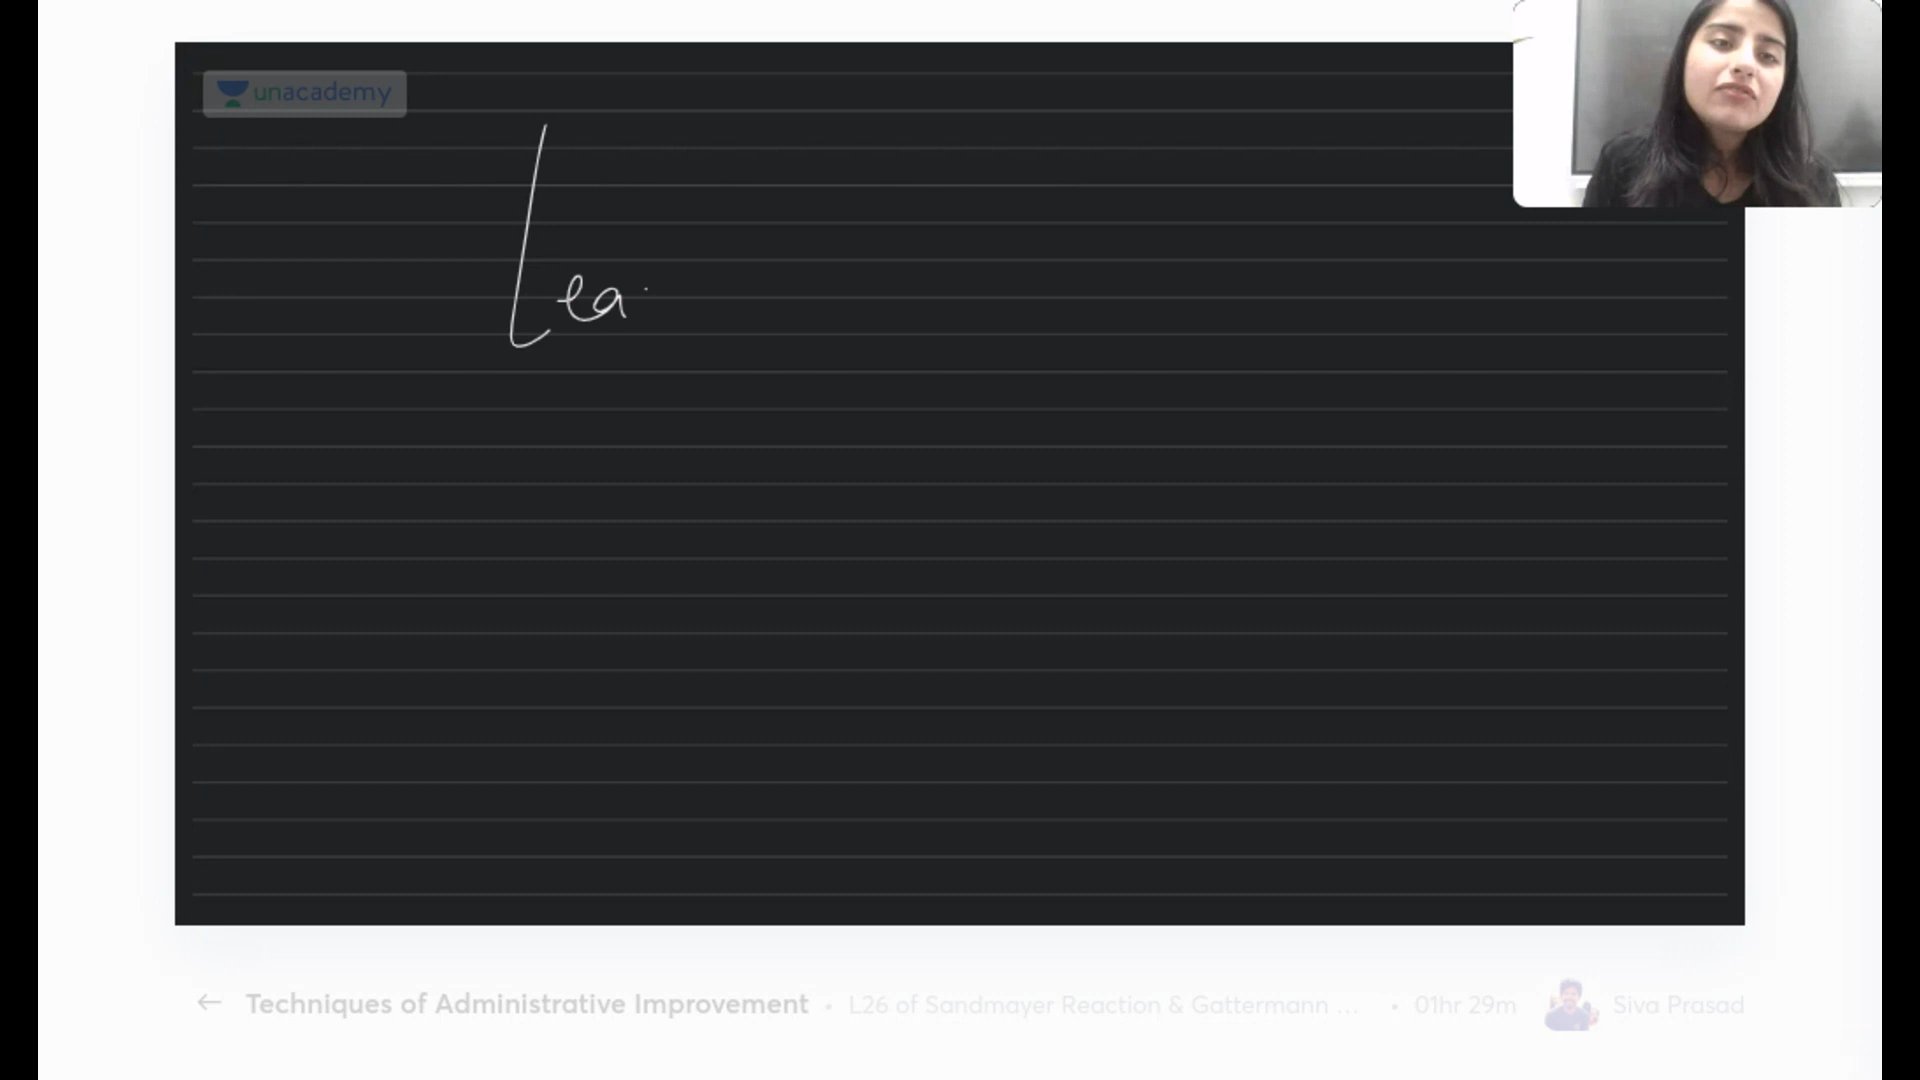 unacademy
Lea
Techniques of Administrative Improvement • L26 of Sandmayer Reaction & Gattermann ... • 01hr 29m Siva Prasad